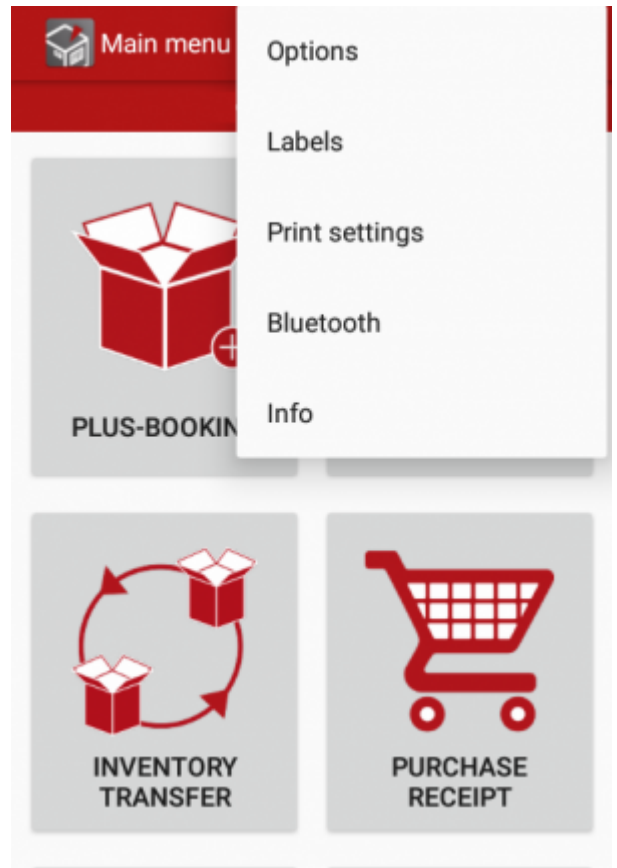 Main menu
Options
Labels
Print settings
Bluetooth
Info
PLUS-BOOKIN
INVENTORY
TRANSFER
PURCHASE
RECEIPT